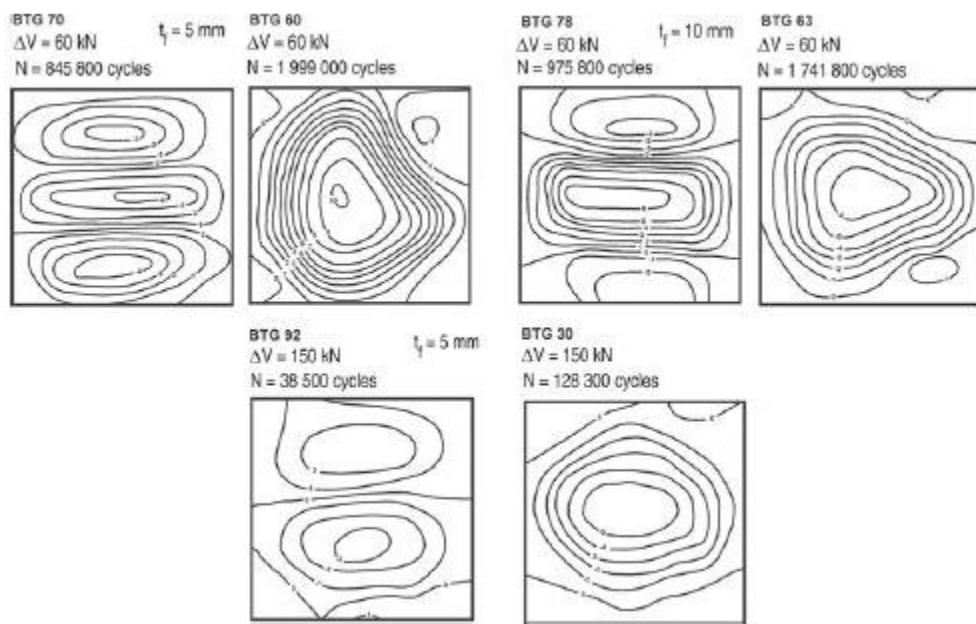 BTG 70
ΔV = 60 kN
N = 845 800 cycles
t_f = 5 mm
BTG 60
ΔV = 60 kN
N = 1 999 000 cycles
BTG 78
ΔV = 60 kN
N = 975 800 cycles
t_f = 10 mm
BTG 63
ΔV = 60 kN
N = 1 741 800 cycles
BTG 92
ΔV = 150 kN
N = 38 500 cycles
t_f = 5 mm
BTG 30
ΔV = 150 kN
N = 128 300 cycles